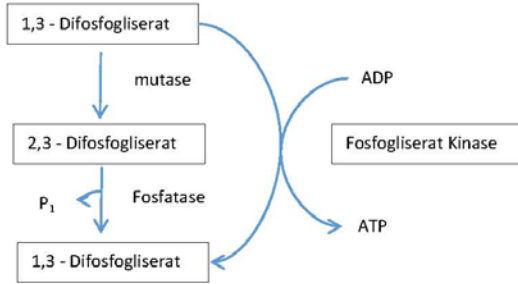 1,3 - Difosfogliserat
mutase
ADP
2,3 - Difosfogliserat
Fosfogliserat Kinase
P1
Fosfatase
ATP
1,3 - Difosfogliserat